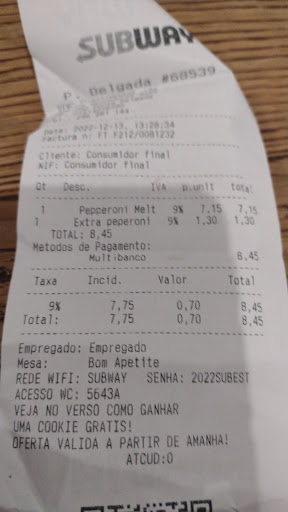 SUBWAY
P. Delgada #68539
Data: 2022-12-13, 13:28:34
Factura n: FT F212/0081232
Cliente: Consumidor final
NIF: Consumidor final
Qt Desc. IVA p.unit total
1 Pepperoni Melt 9% 7,15 7,15
1 Extra peperoni 9% 1,30 1,30
TOTAL: 8,45
Metodos de Pagamento:
Multibanco 8,45
Taxa Incid. Valor Total
9% 7,75 0,70 8,45
Total: 7,75 0,70 8,45
Empregado: Empregado
Mesa: Bom Apetite
REDE WIFI: SUBWAY SENHA: 2022SUBEST
ACESSO WC: 5643A
VEJA NO VERSO COMO GANHAR
UMA COOKIE GRATIS!
OFERTA VALIDA A PARTIR DE AMANHA!
ATCUD:0